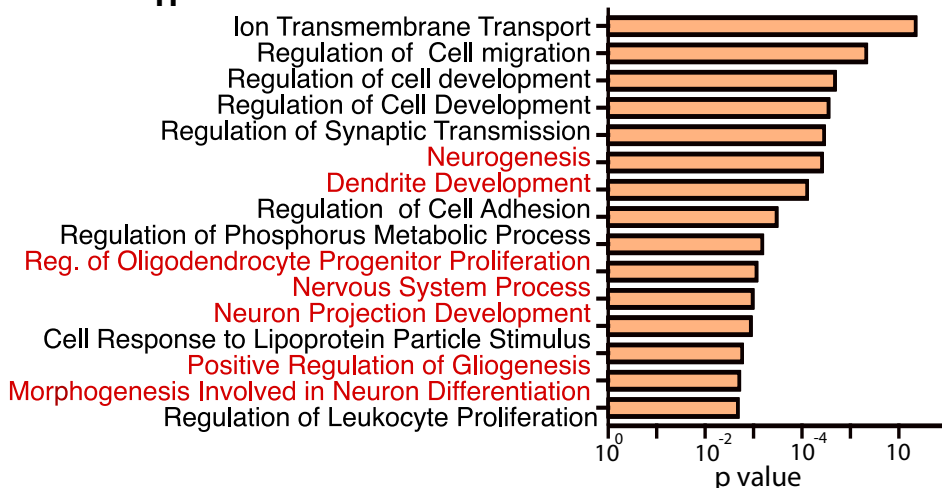 Ion Transmembrane Transport
Regulation of Cell migration
Regulation of cell development
Regulation of Cell Development
Regulation of Synaptic Transmission
Neurogenesis
Dendrite Development
Regulation of Cell Adhesion
Regulation of Phosphorus Metabolic Process
Reg. of Oligodendrocyte Progenitor Proliferation
Nervous System Process
Neuron Projection Development
Cell Response to Lipoprotein Particle Stimulus
Positive Regulation of Gliogenesis
Morphogenesis Involved in Neuron Differentiation
Regulation of Leukocyte Proliferation
10^0 10^-2 10^-4 10
p value